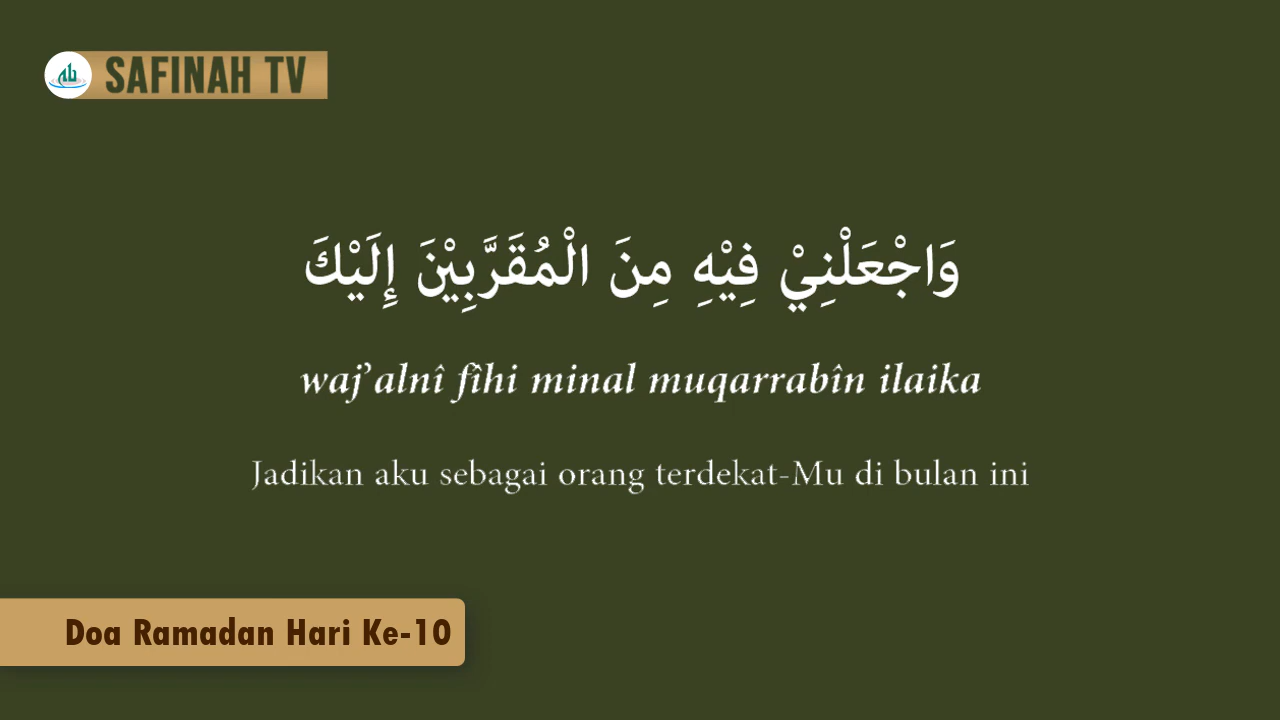 SAFINAH TV
وَاجْعَلْنِيْ فِيْهِ مِنَ الْمُقَرَّبِيْنَ إِلَيْكَ
waj’alnî fîhi minal muqarrabîn ilaika
Jadikan aku sebagai orang terdekat-Mu di bulan ini
Doa Ramadan Hari Ke-10